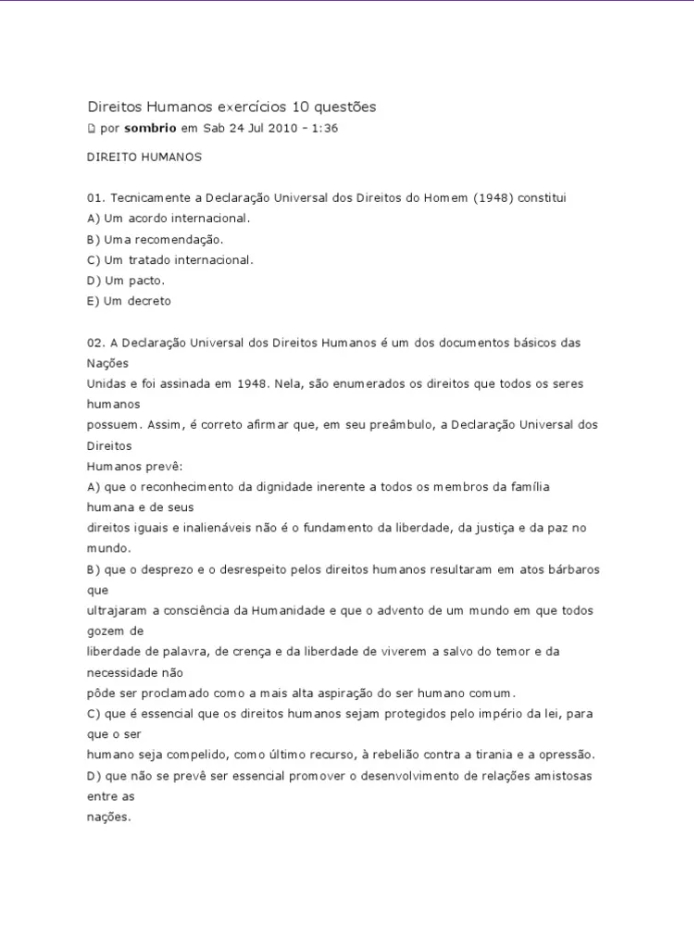 Direitos Humanos exercícios 10 questões
por sombrio em Sab 24 Jul 2010 - 1:36
DIREITO HUMANOS
01. Tecnicamente a Declaração Universal dos Direitos do Homem (1948) constitui
A) Um acordo internacional.
B) Uma recomendação.
C) Um tratado internacional.
D) Um pacto.
E) Um decreto
02. A Declaração Universal dos Direitos Humanos é um dos documentos básicos das
Nações
Unidas e foi assinada em 1948. Nela, são enumerados os direitos que todos os seres
humanos
possuem. Assim, é correto afirmar que, em seu preâmbulo, a Declaração Universal dos
Direitos
Humanos prevê:
A) que o reconhecimento da dignidade inerente a todos os membros da família
humana e de seus
direitos iguais e inalienáveis não é o fundamento da liberdade, da justiça e da paz no
mundo.
B) que o desprezo e o desrespeito pelos direitos humanos resultaram em atos bárbaros
que
ultrajaram a consciência da Humanidade e que o advento de um mundo em que todos
gozem de
liberdade de palavra, de crença e da liberdade de viverem a salvo do temor e da
necessidade não
pôde ser proclamado como a mais alta aspiração do ser humano comum.
C) que é essencial que os direitos humanos sejam protegidos pelo império da lei, para
que o ser
humano seja compelido, como último recurso, à rebelião contra a tirania e a opressão.
D) que não se prevê ser essencial promover o desenvolvimento de relações amistosas
entre as
nações.